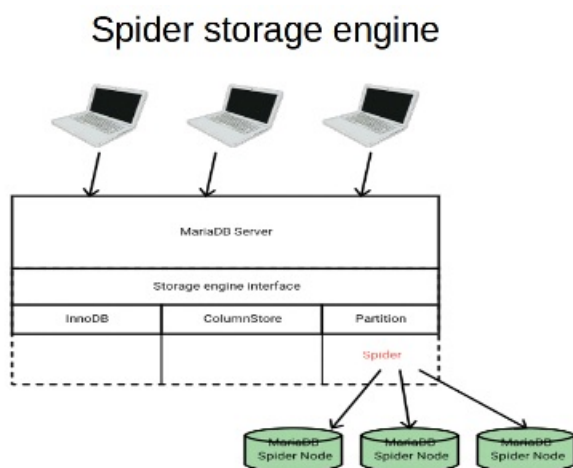 Spider storage engine
MariaDB Server
Storage engine interface
InnoDB ColumnStore Partition
Spider
MariaDB MariaDB MariaDB
Spider Node Spider Node Spider Node